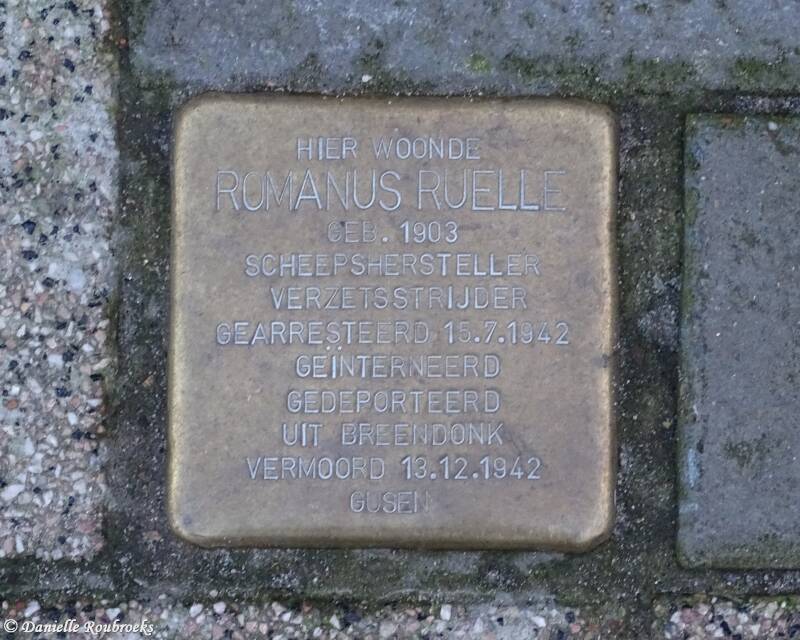 HIER WOONDE
ROMANUS RUELLE
GEB. 1903
SCHEEPSHERSTELLER
VERZETSSTRIJDER
GEARRESTEERD 15.7.1942
GEÏNTERNEERD
GEDEPORTEERD
UIT BREENDONK
VERMOORD 13.12.1942
GUSEN
© Danielle Roubroeks